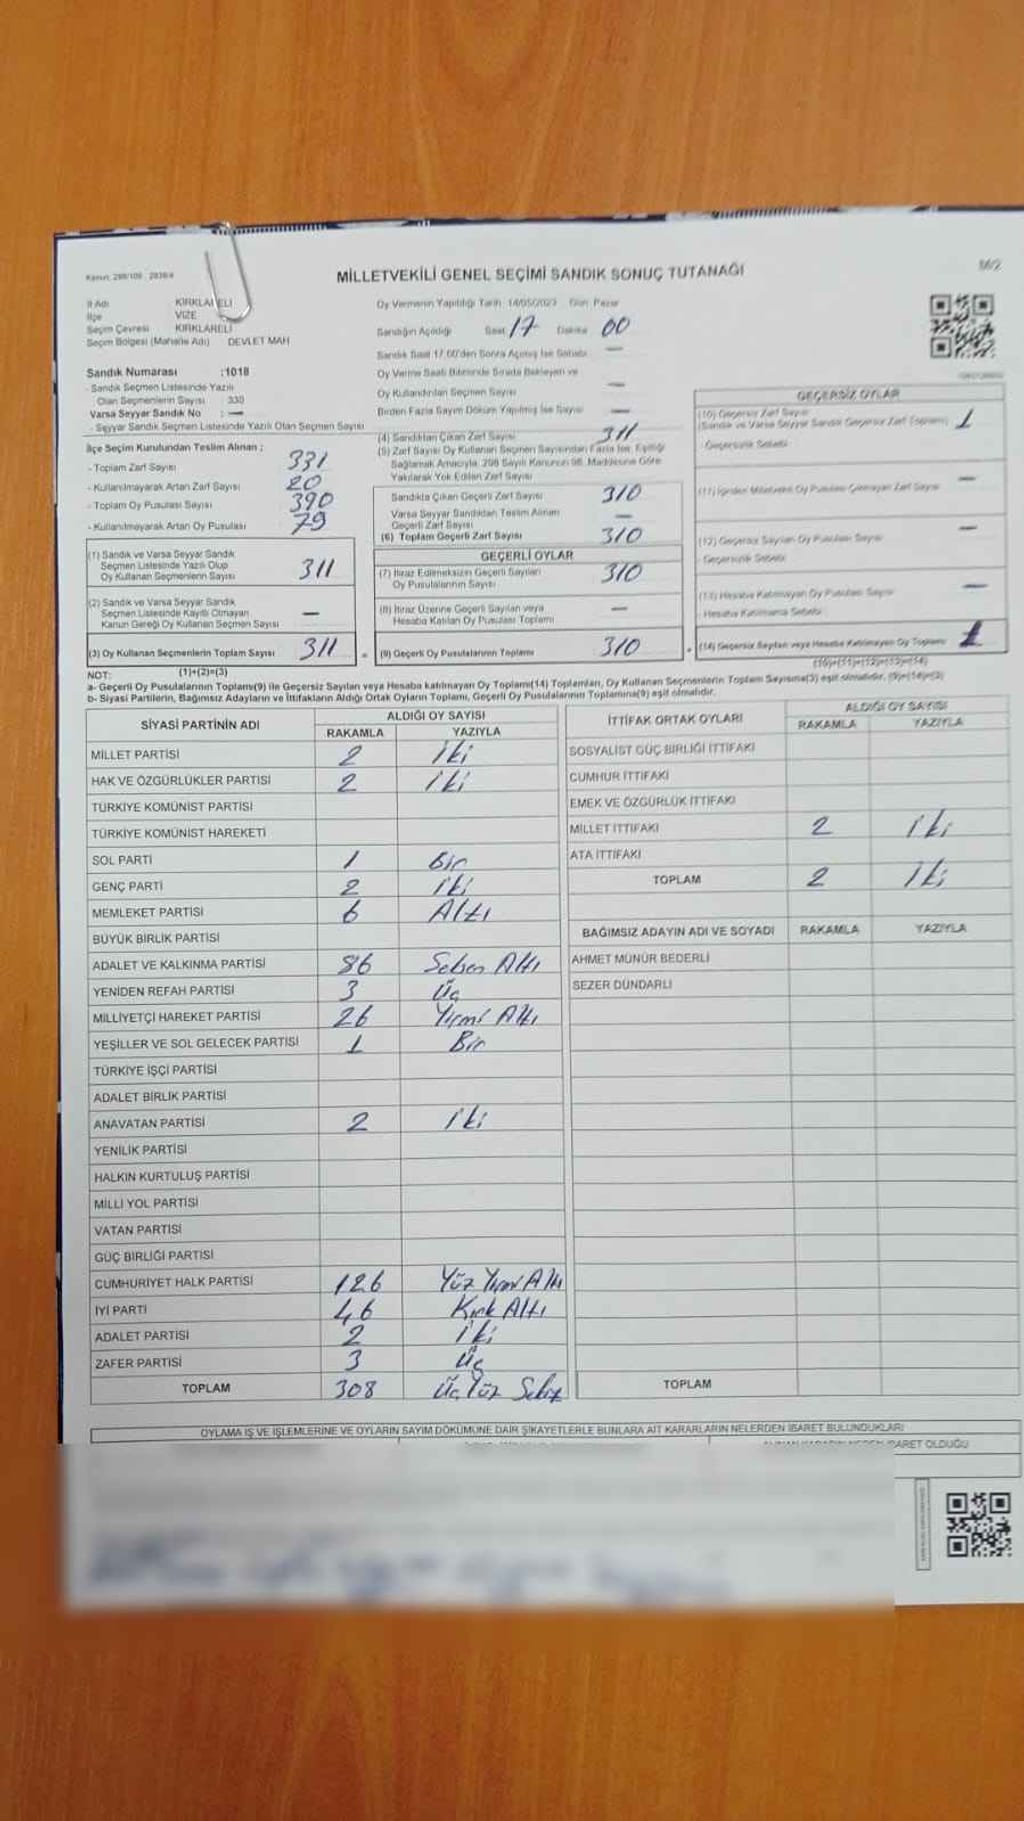 MİLLETVEKİLİ GENEL SEÇİMİ SANDIK SONUÇ TUTANAĞI
İl Adı KIRKLARELİ
İlçe VİZE
Seçim Çevresi KIRKLARELİ
Seçim Bölgesi (Mahalle Adı) DEVLET MAH
Sandık Numarası :1018
- Sandık Seçmen Listesinde Yazılı
Olan Seçmenlerin Sayısı 330
Varsa Seyyar Sandık No : —
- Seyyar Sandık Seçmen Listesinde Yazılı Olan Seçmen Sayısı
İlçe Seçim Kurulundan Teslim Alınan :
- Toplam Zarf Sayısı 331
- Kullanılmayarak Artan Zarf Sayısı 20
- Toplam Oy Pusulası Sayısı 390
- Kullanılmayarak Artan Oy Pusulası 79
(1) Sandık ve Varsa Seyyar Sandık
Seçmen Listesinde Yazılı Olup
Oy Kullanan Seçmenlerin Sayısı 311
(2) Sandık ve Varsa Seyyar Sandık
Seçmen Listesinde Kayıtlı Olmayan
Kanun Gereği Oy Kullanan Seçmen Sayısı —
(3) Oy Kullanan Seçmenlerin Toplam Sayısı 311
(1)+(2)=(3)
Oy Vermenin Yapıldığı Tarih 14/05/2023 Gün Pazar
Sandığın Açıldığı Saat 17 Dakika 00
Sandık Saat 17:00'den Sonra Açılmış İse Sebebi —
Oy Verme Saati Bitiminde Sırada Bekleyen ve
Oy Kullandırılan Seçmen Sayısı —
Birden Fazla Sayım Döküm Yapılmış İse Sayısı —
(4) Sandıktan Çıkan Zarf Sayısı 311
(5) Zarf Sayısı Oy Kullanan Seçmen Sayısından Fazla İse, Eşitliği
Sağlamak Amacıyla, 298 Sayılı Kanunun 98. Maddesine Göre
Yakılarak Yok Edilen Zarf Sayısı
Sandıkta Çıkan Geçerli Zarf Sayısı 310
Varsa Seyyar Sandıktan Teslim Alınan
Geçerli Zarf Sayısı —
(6) Toplam Geçerli Zarf Sayısı 310
GEÇERLİ OYLAR
(7) İtiraz Edilmeksizin Geçerli Sayılan
Oy Pusulalarının Sayısı 310
(8) İtiraz Üzerine Geçerli Sayılan veya
Hesaba Katılan Oy Pusulası Toplamı —
(9) Geçerli Oy Pusulalarının Toplamı 310
GEÇERSİZ OYLAR
(10) Geçersiz Zarf Sayısı 1
(Sandık ve Varsa Seyyar Sandık Geçersiz Zarf Toplamı)
- Geçersizlik Sebebi
(11) İçinden Milletvekili Oy Pusulası Çıkmayan Zarf Sayısı —
(12) Geçersiz Sayılan Oy Pusulası Sayısı —
- Geçersizlik Sebebi
(13) Hesaba Katılmayan Oy Pusulası Sayısı —
- Hesaba Katılmama Sebebi
(14) Geçersiz Sayılan veya Hesaba Katılmayan Oy Toplamı 1
(10)+(11)+(12)+(13)=(14)
NOT:
a- Geçerli Oy Pusulalarının Toplamı(9) ile Geçersiz Sayılan veya Hesaba katılmayan Oy Toplamı(14) Toplamları, Oy Kullanan Seçmenlerin Toplam Sayısına(3) eşit olmalıdır. (9)+(14)=(3)
b- Siyasi Partilerin, Bağımsız Adayların ve İttifakların Aldığı Ortak Oyların Toplamı, Geçerli Oy Pusulalarının Toplamına(9) eşit olmalıdır.
SİYASİ PARTİNİN ADI ALDIĞI OY SAYISI
RAKAMLA YAZIYLA
MİLLET PARTİSİ 2 İki
HAK VE ÖZGÜRLÜKLER PARTİSİ 2 iki
TÜRKİYE KOMÜNİST PARTİSİ
TÜRKİYE KOMÜNİST HAREKETİ
SOL PARTİ 1 Bir
GENÇ PARTİ 2 iki
MEMLEKET PARTİSİ 6 Altı
BÜYÜK BİRLİK PARTİSİ
ADALET VE KALKINMA PARTİSİ 86 Seksen Altı
YENİDEN REFAH PARTİSİ 3 Üç
MİLLİYETÇİ HAREKET PARTİSİ 26 Yirmi Altı
YEŞİLLER VE SOL GELECEK PARTİSİ 1 Bir
TÜRKİYE İŞÇİ PARTİSİ
ADALET BİRLİK PARTİSİ
ANAVATAN PARTİSİ 2 iki
YENİLİK PARTİSİ
HALKIN KURTULUŞ PARTİSİ
MİLLİ YOL PARTİSİ
VATAN PARTİSİ
GÜÇ BİRLİĞİ PARTİSİ
CUMHURİYET HALK PARTİSİ 126 Yüz Yirmi Altı
İYİ PARTİ 46 Kırk Altı
ADALET PARTİSİ 2 iki
ZAFER PARTİSİ 3 Üç
TOPLAM 308 Üç Yüz Sekiz
İTTİFAK ORTAK OYLARI ALDIĞI OY SAYISI
RAKAMLA YAZIYLA
SOSYALİST GÜÇ BİRLİĞİ İTTİFAKI
CUMHUR İTTİFAKI
EMEK VE ÖZGÜRLÜK İTTİFAKI
MİLLET İTTİFAKI 2 iki
ATA İTTİFAKI
TOPLAM 2 İki
BAĞIMSIZ ADAYIN ADI VE SOYADI RAKAMLA YAZIYLA
AHMET MÜNÜR BEDERLİ
SEZER DUNDARLI
TOPLAM
OYLAMA İŞ VE İŞLEMLERİNE VE OYLARIN SAYIM DÖKÜMÜNE DAİR ŞİKAYETLERLE BUNLARA AİT KARARLARIN NELERDEN İBARET BULUNDUKLARI